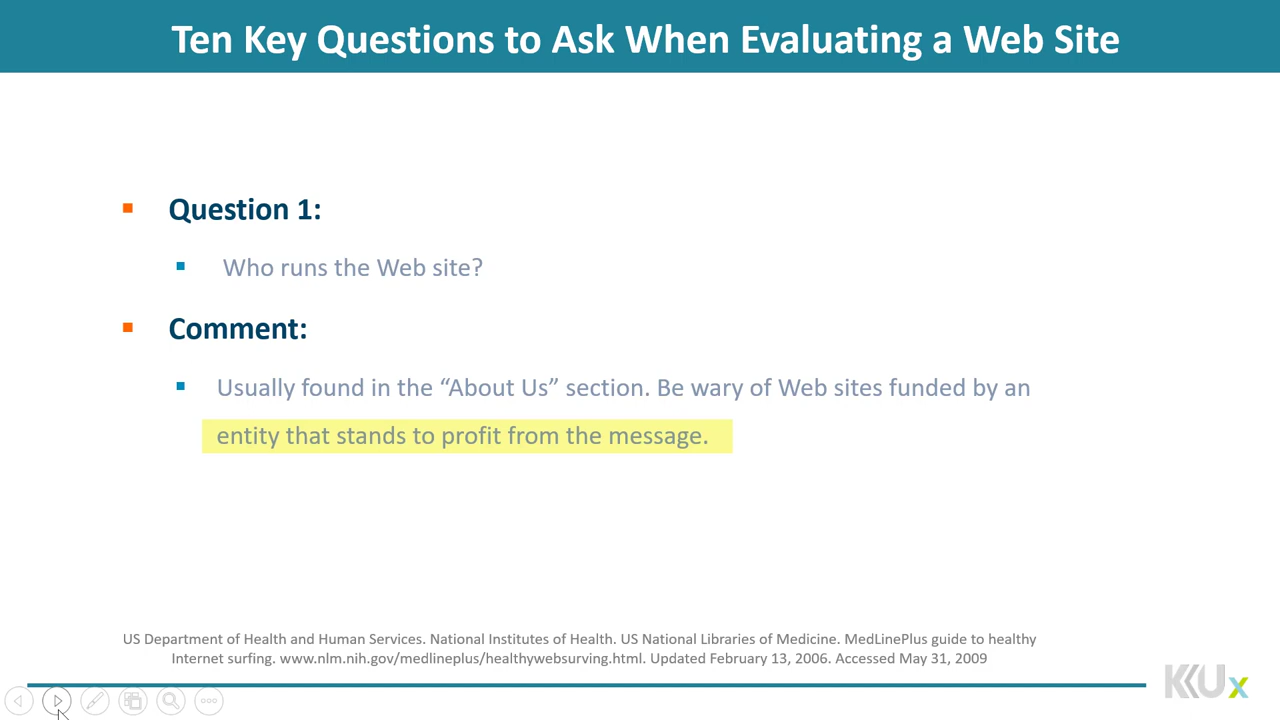 Ten Key Questions to Ask When Evaluating a Web Site
Question 1:
Who runs the Web site?
Comment:
Usually found in the “About Us” section. Be wary of Web sites funded by an
entity that stands to profit from the message.
US Department of Health and Human Services. National Institutes of Health. US National Libraries of Medicine. MedLinePlus guide to healthy
Internet surfing. www.nlm.nih.gov/medlineplus/healthywebsurving.html. Updated February 13, 2006. Accessed May 31, 2009
KKUx